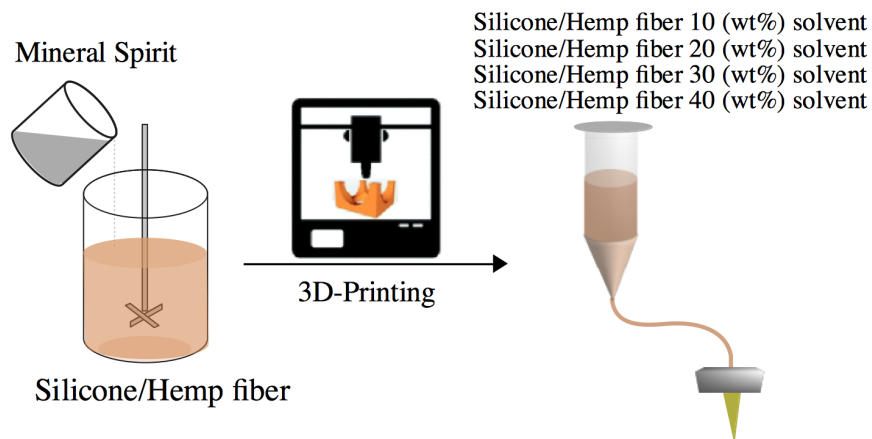 Mineral Spirit
Silicone/Hemp fiber
3D-Printing
Silicone/Hemp fiber 10 (wt%) solvent
Silicone/Hemp fiber 20 (wt%) solvent
Silicone/Hemp fiber 30 (wt%) solvent
Silicone/Hemp fiber 40 (wt%) solvent